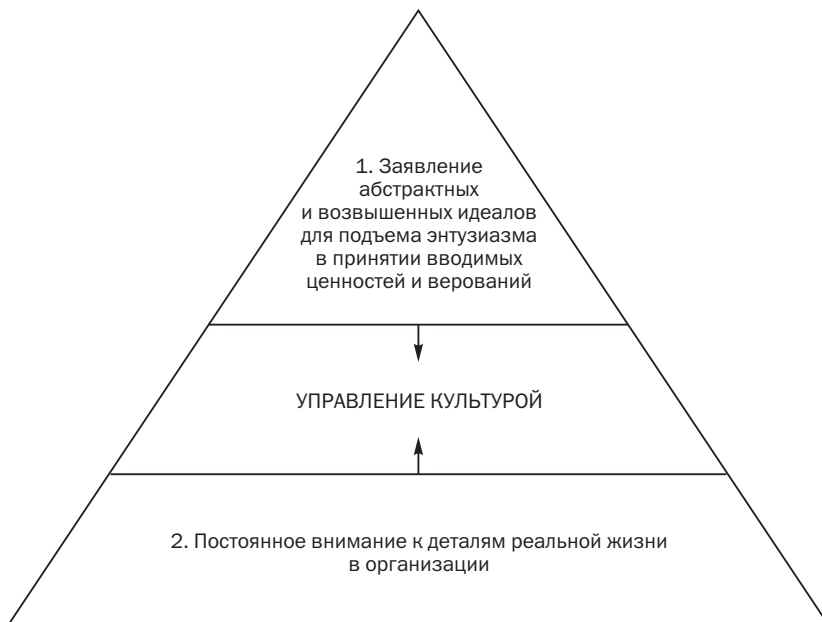 1. Заявление
абстрактных
и возвышенных идеалов
для подъема энтузиазма
в принятии вводимых
ценностей и верований
УПРАВЛЕНИЕ КУЛЬТУРОЙ
2. Постоянное внимание к деталям реальной жизни
в организации